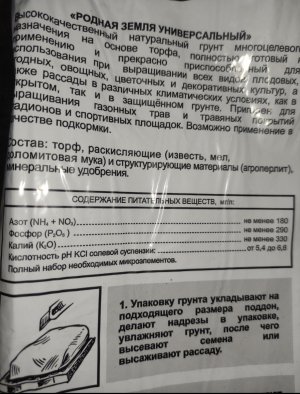 «РОДНАЯ ЗЕМЛЯ УНИВЕРСАЛЬНЫЙ»
высококачественный натуральный грунт многоцелевого
назначения на основе торфа, полностью готовый к
применению и прекрасно приспособленный для
использования при выращивании всех видов плодовых,
ягодных, овощных, цветочных и декоративных культур, а
также рассады в различных климатических условиях, как в
открытом, так и в защищённом грунте. Пригоден для
выращивания газонных трав и травяных покрытий
стадионов и спортивных площадок. Возможно применение в
качестве подкормки.
Состав: торф, раскисляющие (известь, мел,
доломитовая мука) и структурирующие материалы (агроперлит),
минеральные удобрения.
СОДЕРЖАНИЕ ПИТАТЕЛЬНЫХ ВЕЩЕСТВ, мг/л:
Азот (NH₄ + NO₃) не менее 180
Фосфор (P₂O₅) не менее 290
Калий (K₂O) не менее 330
Кислотность pH KCl солевой суспензии: от 5,4 до 6,6
Полный набор необходимых микроэлементов.
1. Упаковку грунта укладывают на
подходящего размера поддон,
делают надрезы в упаковке,
увлажняют грунт, после чего
высевают семена или
высаживают рассаду.